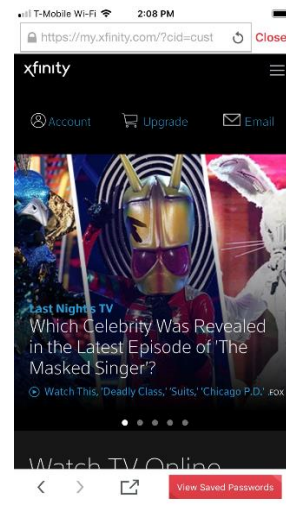 T-Mobile Wi-Fi 2:08 PM
https://my.xfinity.com/?cid=cust Close
xfinity
Account Upgrade Email
Last Night's TV
Which Celebrity Was Revealed
in the Latest Episode of 'The
Masked Singer'?
Watch This, 'Deadly Class,' 'Suits,' 'Chicago P.D.' FOX
Watch TV Online
View Saved Passwords